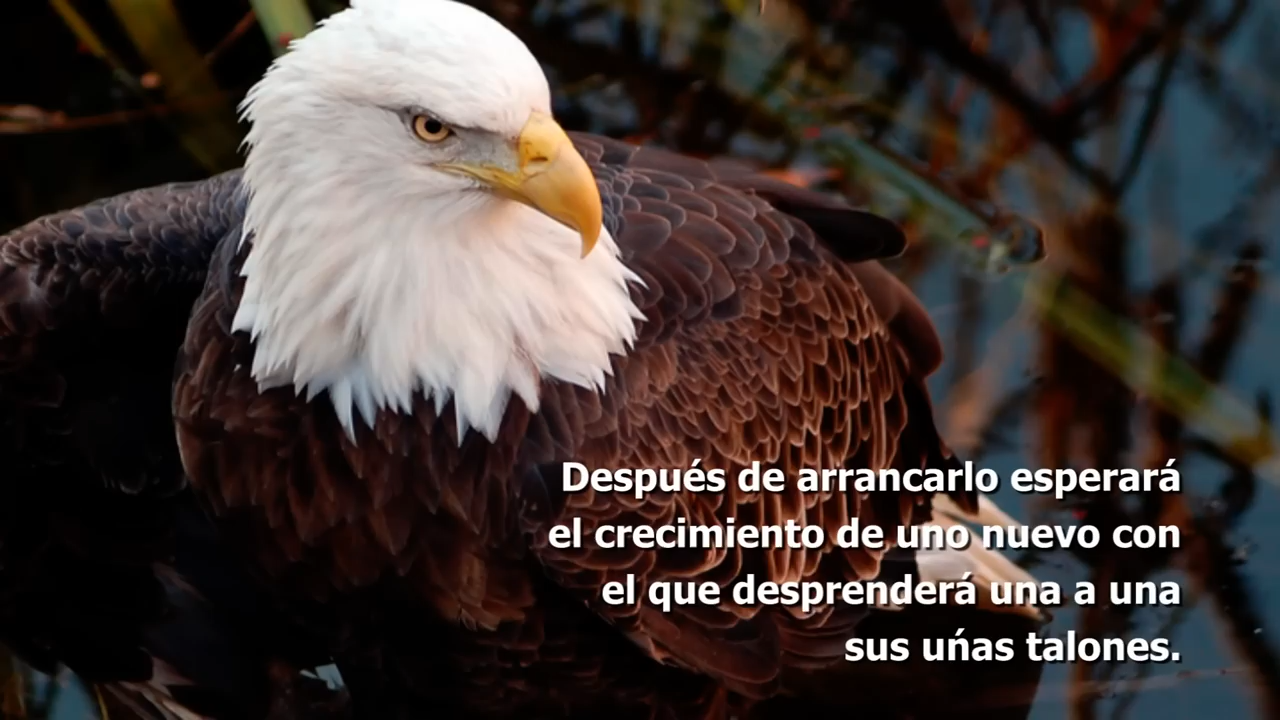 Después de arrancarlo esperará
el crecimiento de uno nuevo con
el que desprenderá una a una
sus uńas talones.